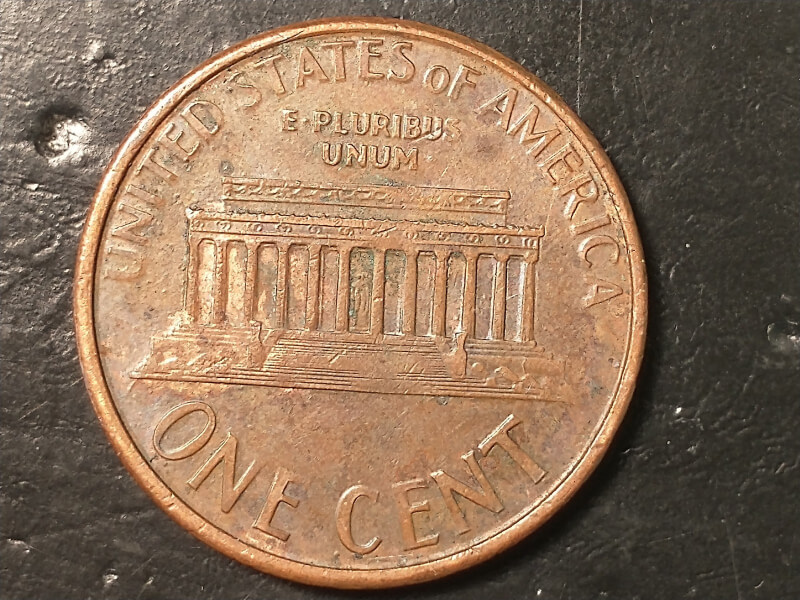 UNITED STATES OF AMERICA
E·PLURIBUS
UNUM
ONE CENT